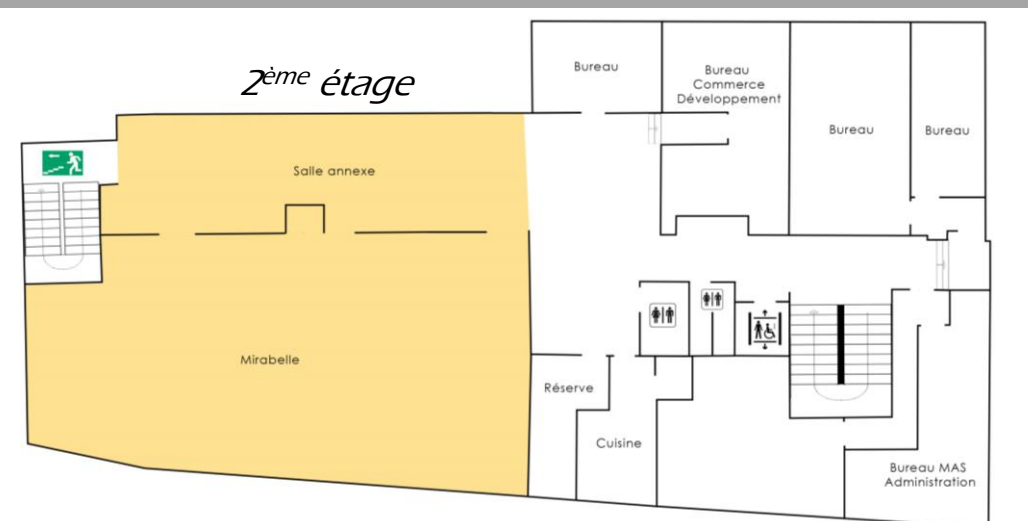 2ème étage
Bureau
Bureau
Commerce
Développement
Bureau
Bureau
Salle annexe
Mirabelle
Réserve
Cuisine
Bureau MAS
Administration